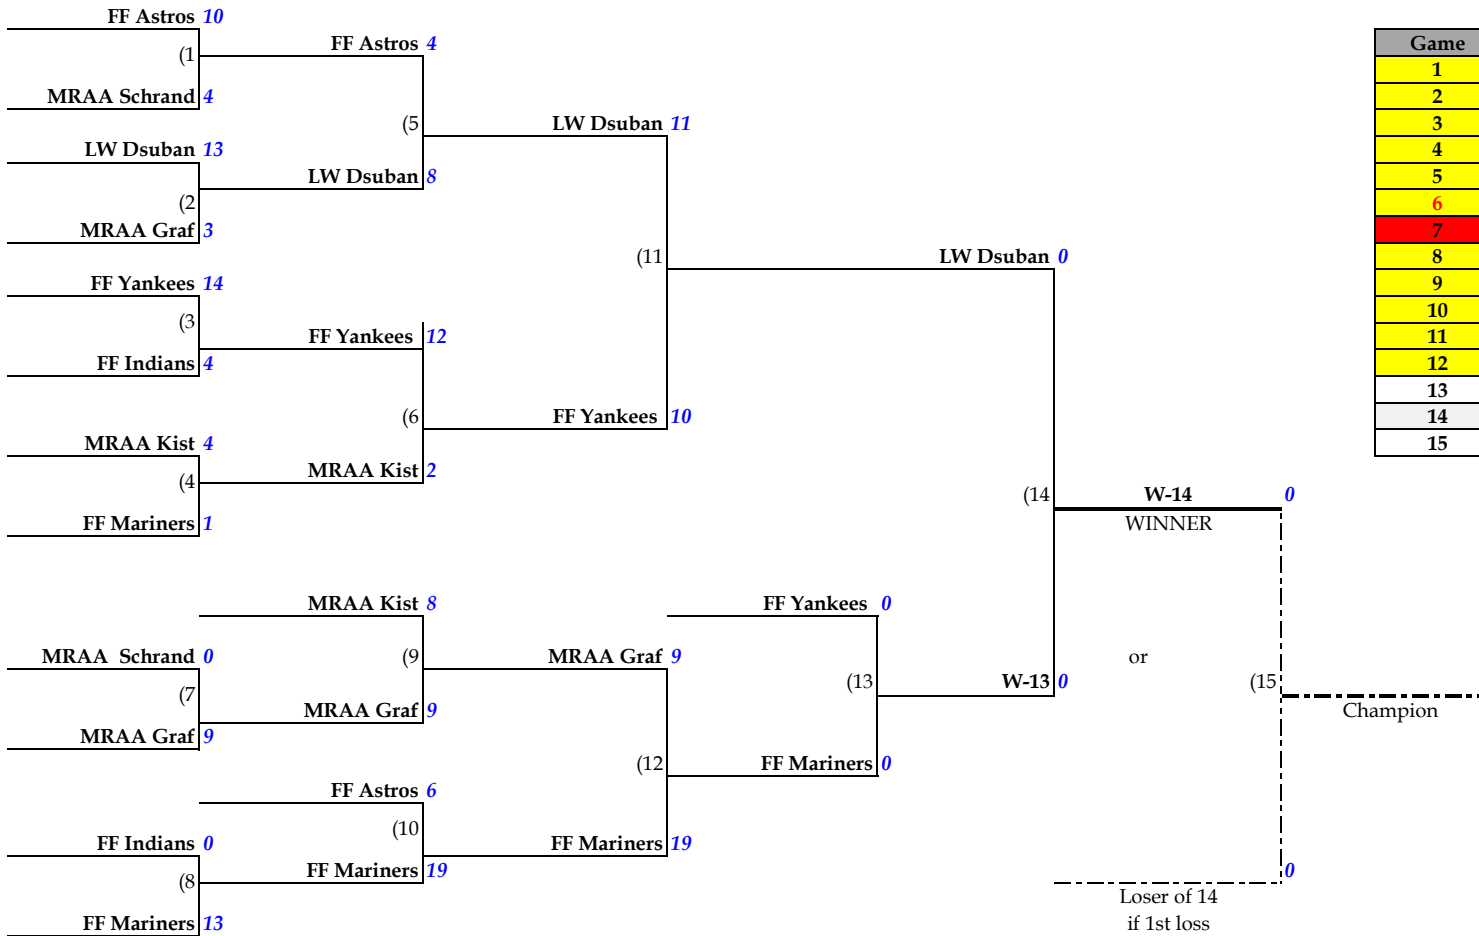 FF Astros 10
(1
MRAA Schrand 4
FF Astros 4
(5
LW Dsuban 13
(2
MRAA Graf 3
LW Dsuban 8
LW Dsuban 11
(11
FF Yankees 14
(3
FF Indians 4
FF Yankees 12
(6
MRAA Kist 4
(4
FF Mariners 1
MRAA Kist 2
FF Yankees 10
LW Dsuban 0
(14
W-14 0
WINNER
or
(15
Champion
MRAA Kist 8
(9
MRAA Schrand 0
(7
MRAA Graf 9
MRAA Graf 9
MRAA Graf 9
(12
FF Yankees 0
(13
FF Mariners 0
W-13 0
FF Astros 6
(10
FF Indians 0
(8
FF Mariners 13
FF Mariners 19
FF Mariners 19
0
Loser of 14
if 1st loss
Game
1
2
3
4
5
6
7
8
9
10
11
12
13
14
15